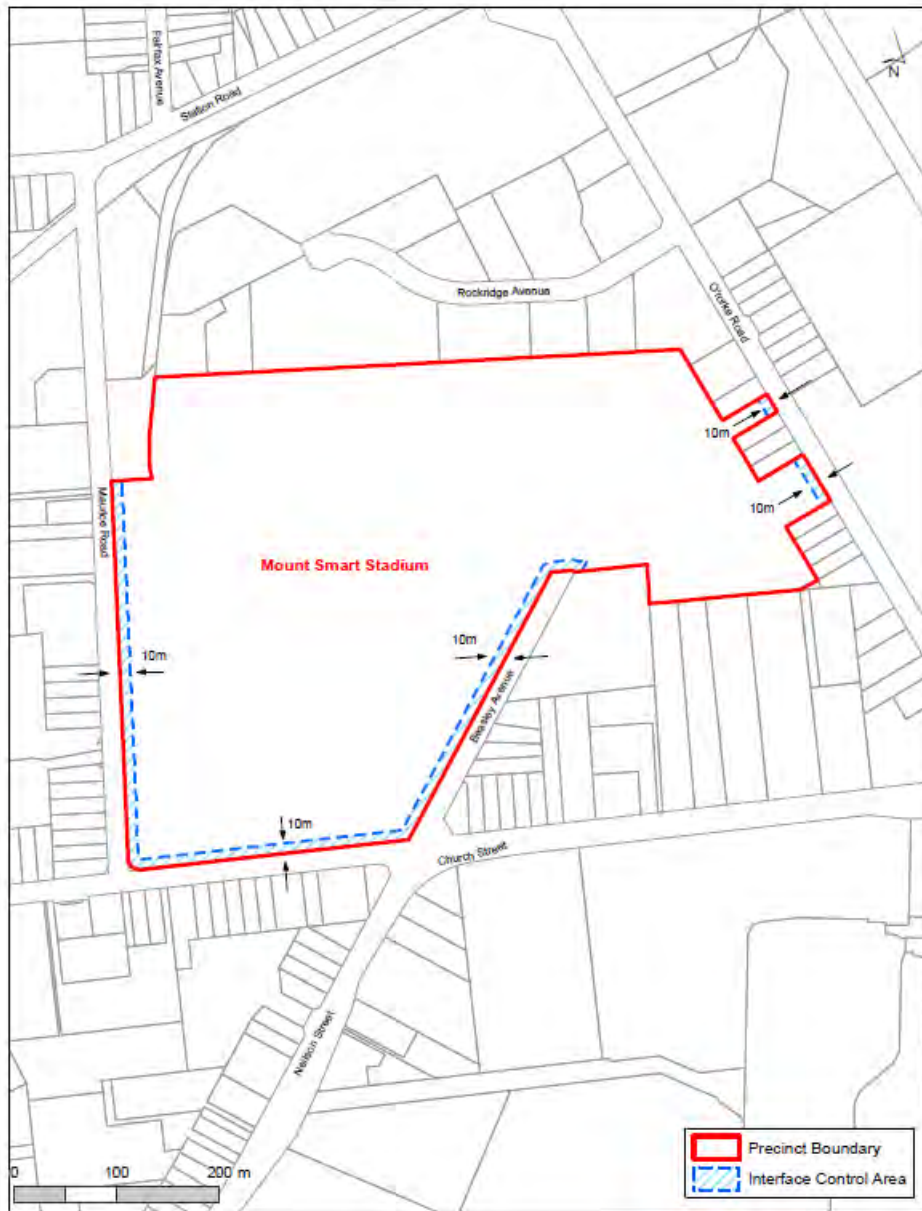 Fairfax Avenue
Station Road
N
Rockridge Avenue
O'rorke Road
10m
10m
Maurice Road
Mount Smart Stadium
10m
10m
Beasley Avenue
10m
Church Street
Neilson Street
Precinct Boundary
Interface Control Area
0 100 200 m